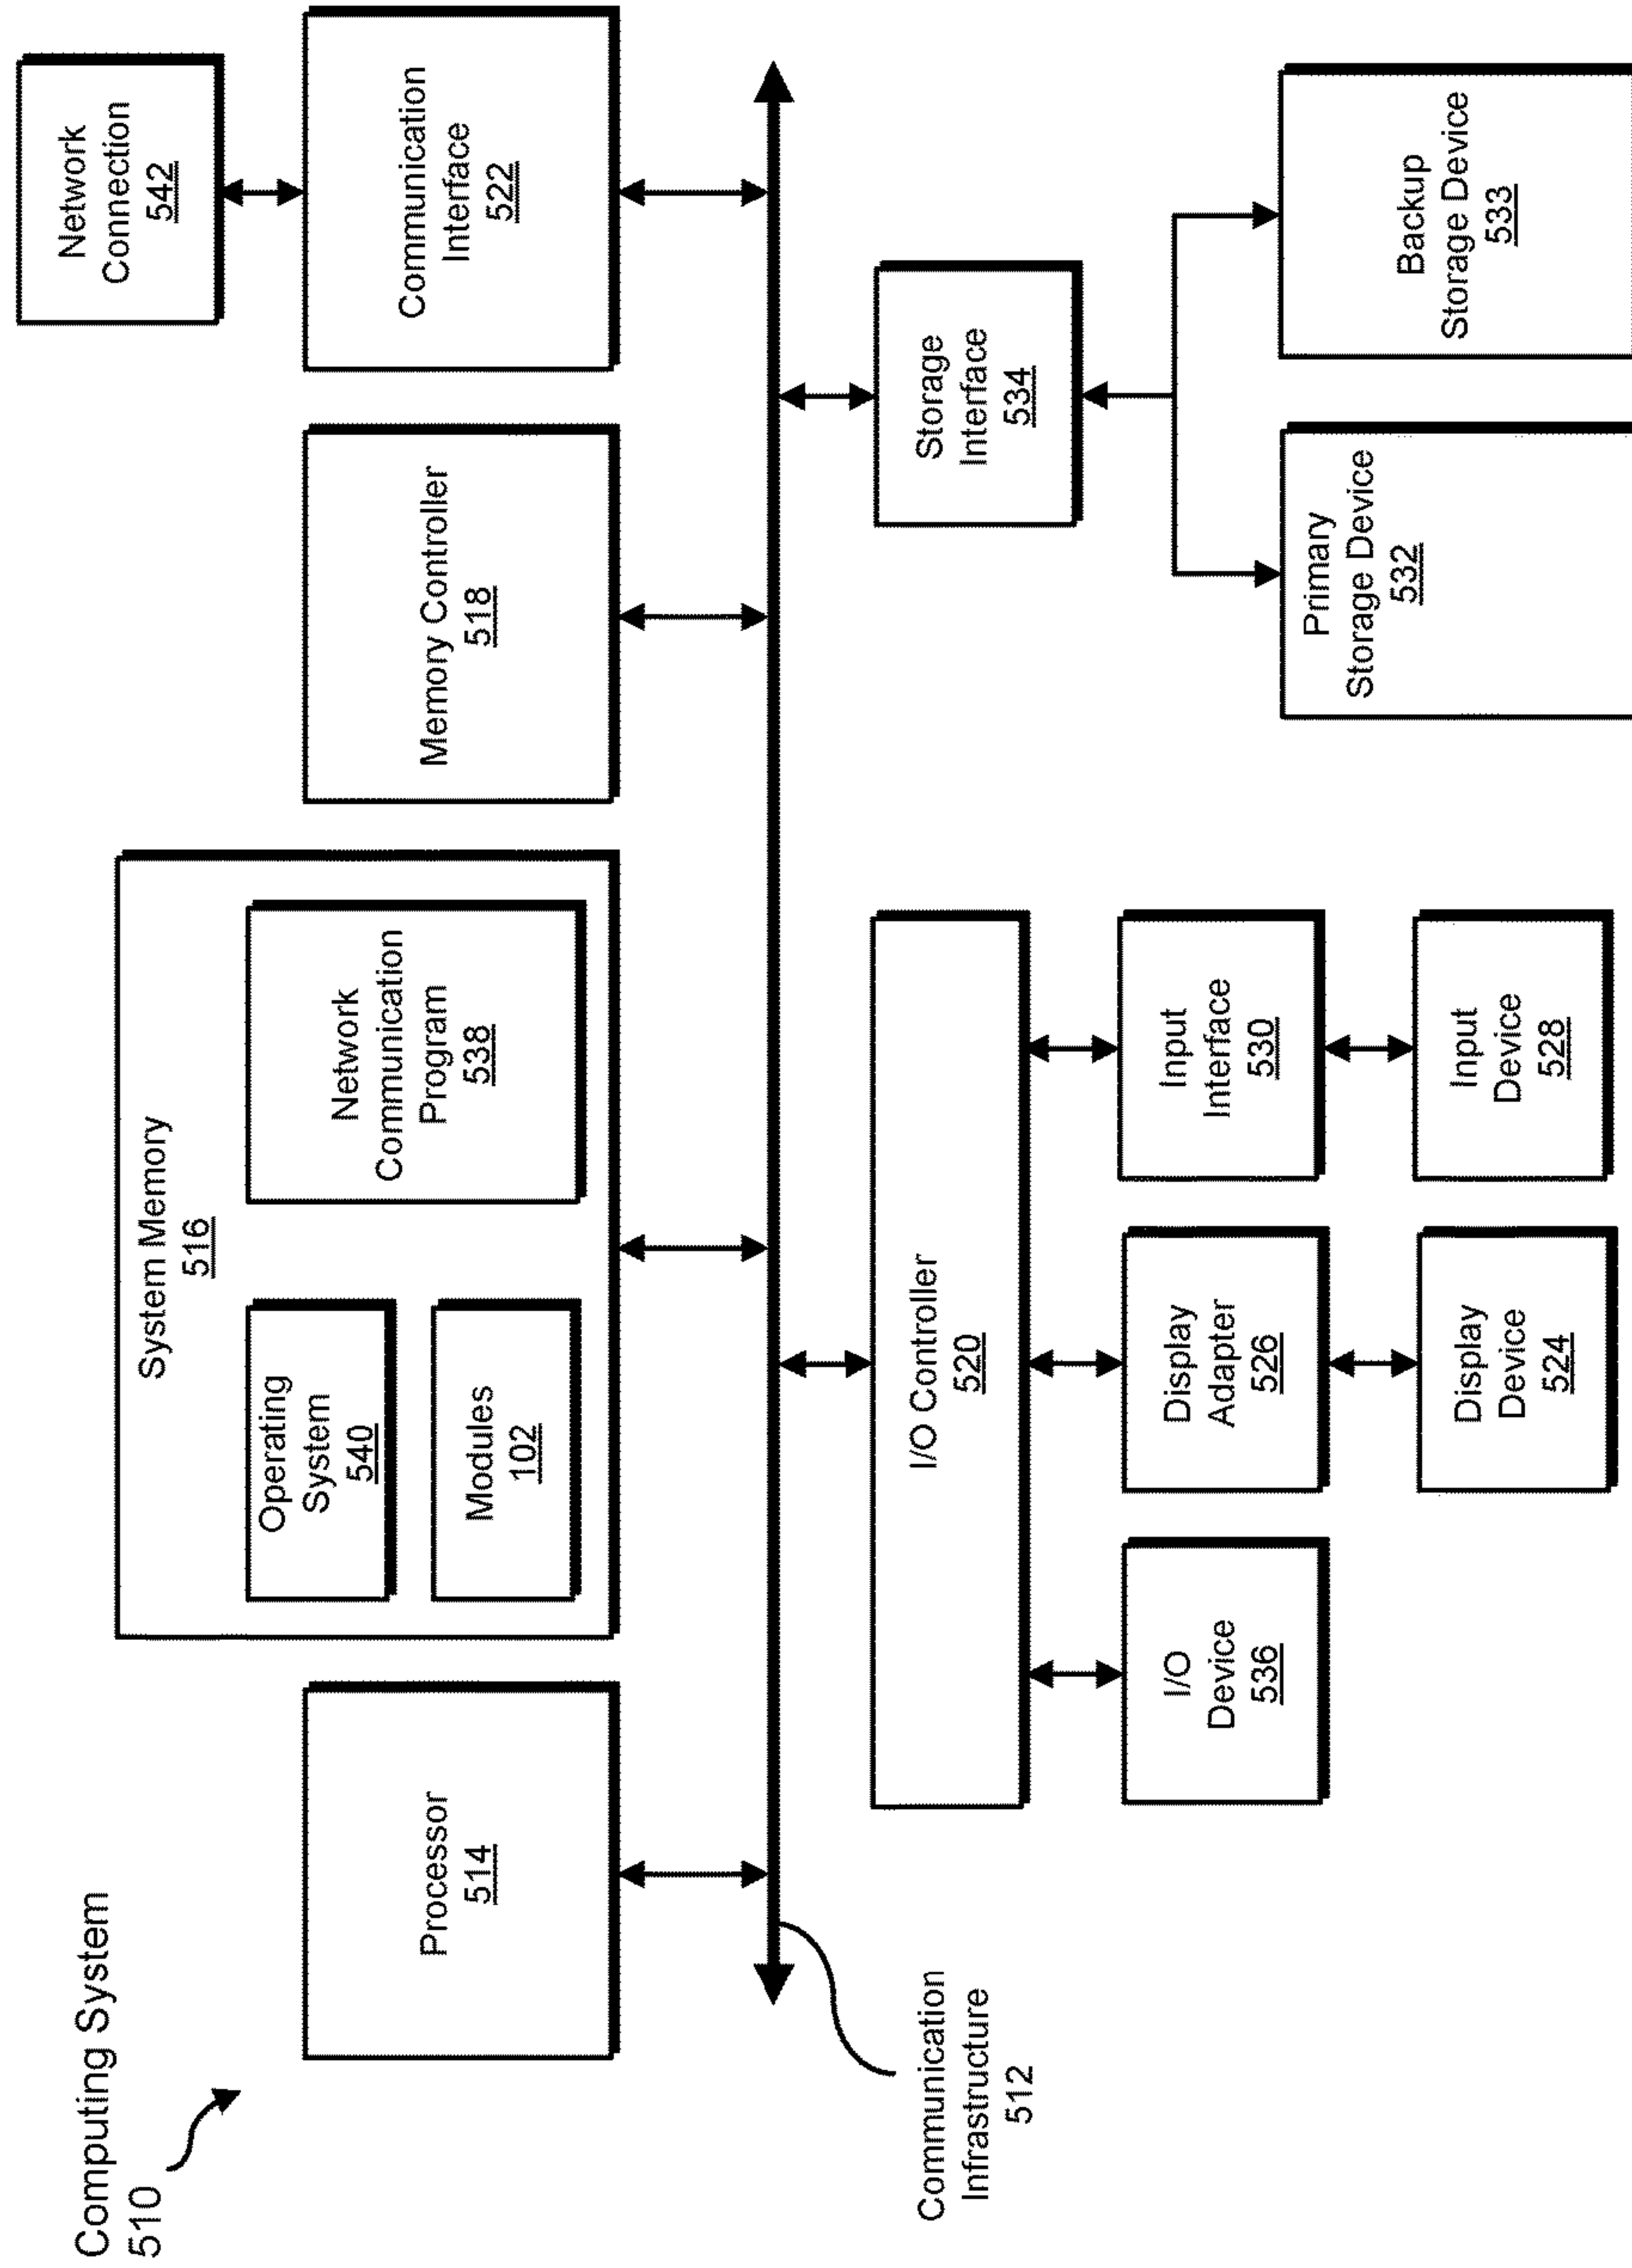 Computing System
510
Processor
514
System Memory
516
Operating
System
540
Modules
102
Network
Communication
Program
538
Memory Controller
518
Communication
Interface
522
Network
Connection
542
Communication
Infrastructure
512
I/O Controller
520
I/O
Device
536
Display
Adapter
526
Input
Interface
530
Display
Device
524
Input
Device
528
Storage
Interface
534
Primary
Storage Device
532
Backup
Storage Device
533